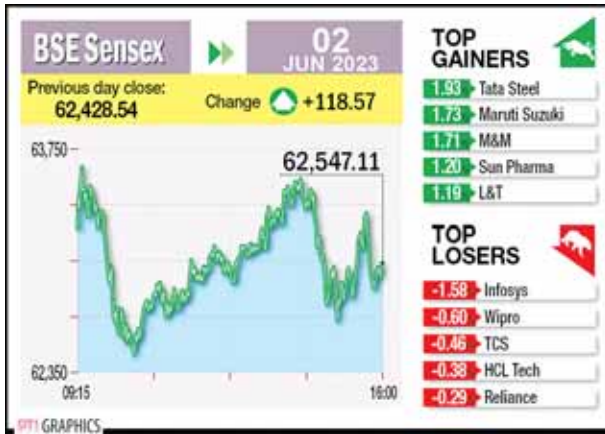 BSE Sensex
02
JUN 2023
Previous day close:
62,428.54
Change +118.57
63,750
62,547.11
62,350
09:15
16:00
TOP
GAINERS
1.93 Tata Steel
1.73 Maruti Suzuki
1.71 M&M
1.20 Sun Pharma
1.19 L&T
TOP
LOSERS
-1.58 Infosys
-0.60 Wipro
-0.46 TCS
-0.38 HCL Tech
-0.29 Reliance
PTI GRAPHICS